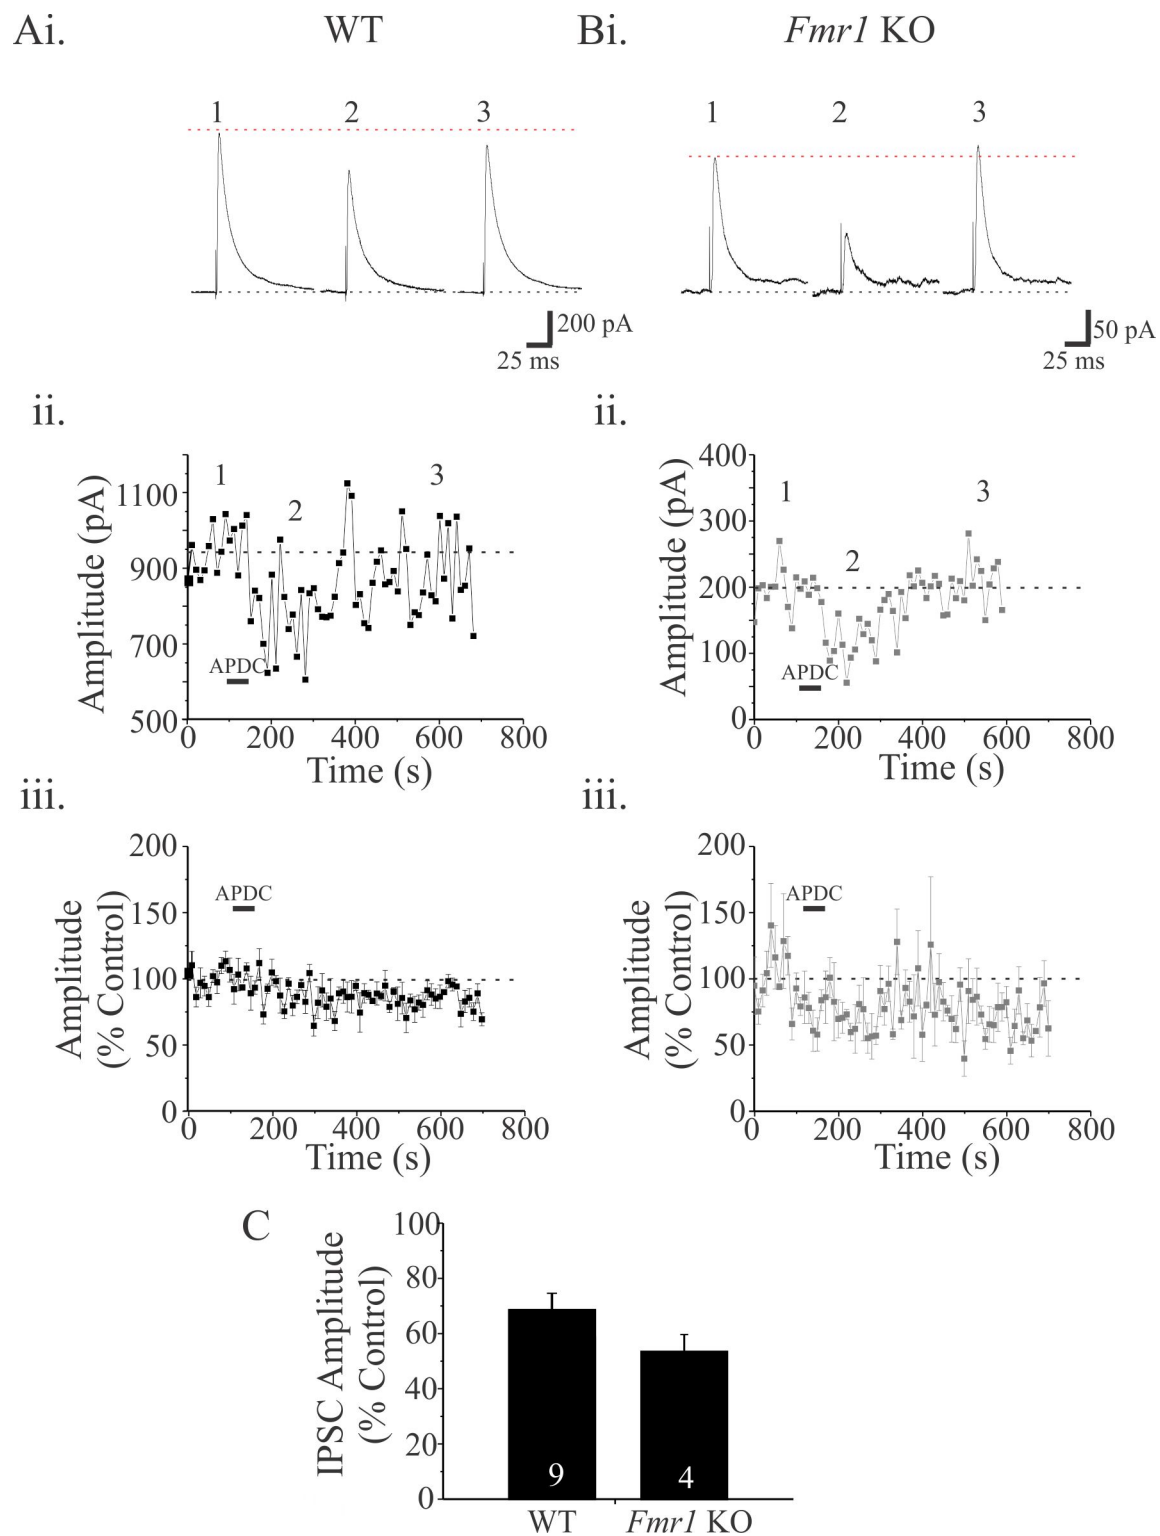 Ai. WT Bi. Fmr1 KO
1 2 3 1 2 3
200 pA 50 pA
25 ms 25 ms
ii. ii.
Amplitude (pA)
1100
900
700
500
1
2
3
APDC
0 200 400 600 800
Time (s)
Amplitude (pA)
400
300
200
100
0
1
2
3
APDC
0 200 400 600 800
Time (s)
iii. iii.
Amplitude
(% Control)
200
150
100
50
0
APDC
0 200 400 600 800
Time (s)
Amplitude
(% Control)
200
150
100
50
0
APDC
0 200 400 600 800
Time (s)
C
IPSC Amplitude
(% Control)
100
80
60
40
20
0
9 4
WT Fmr1 KO